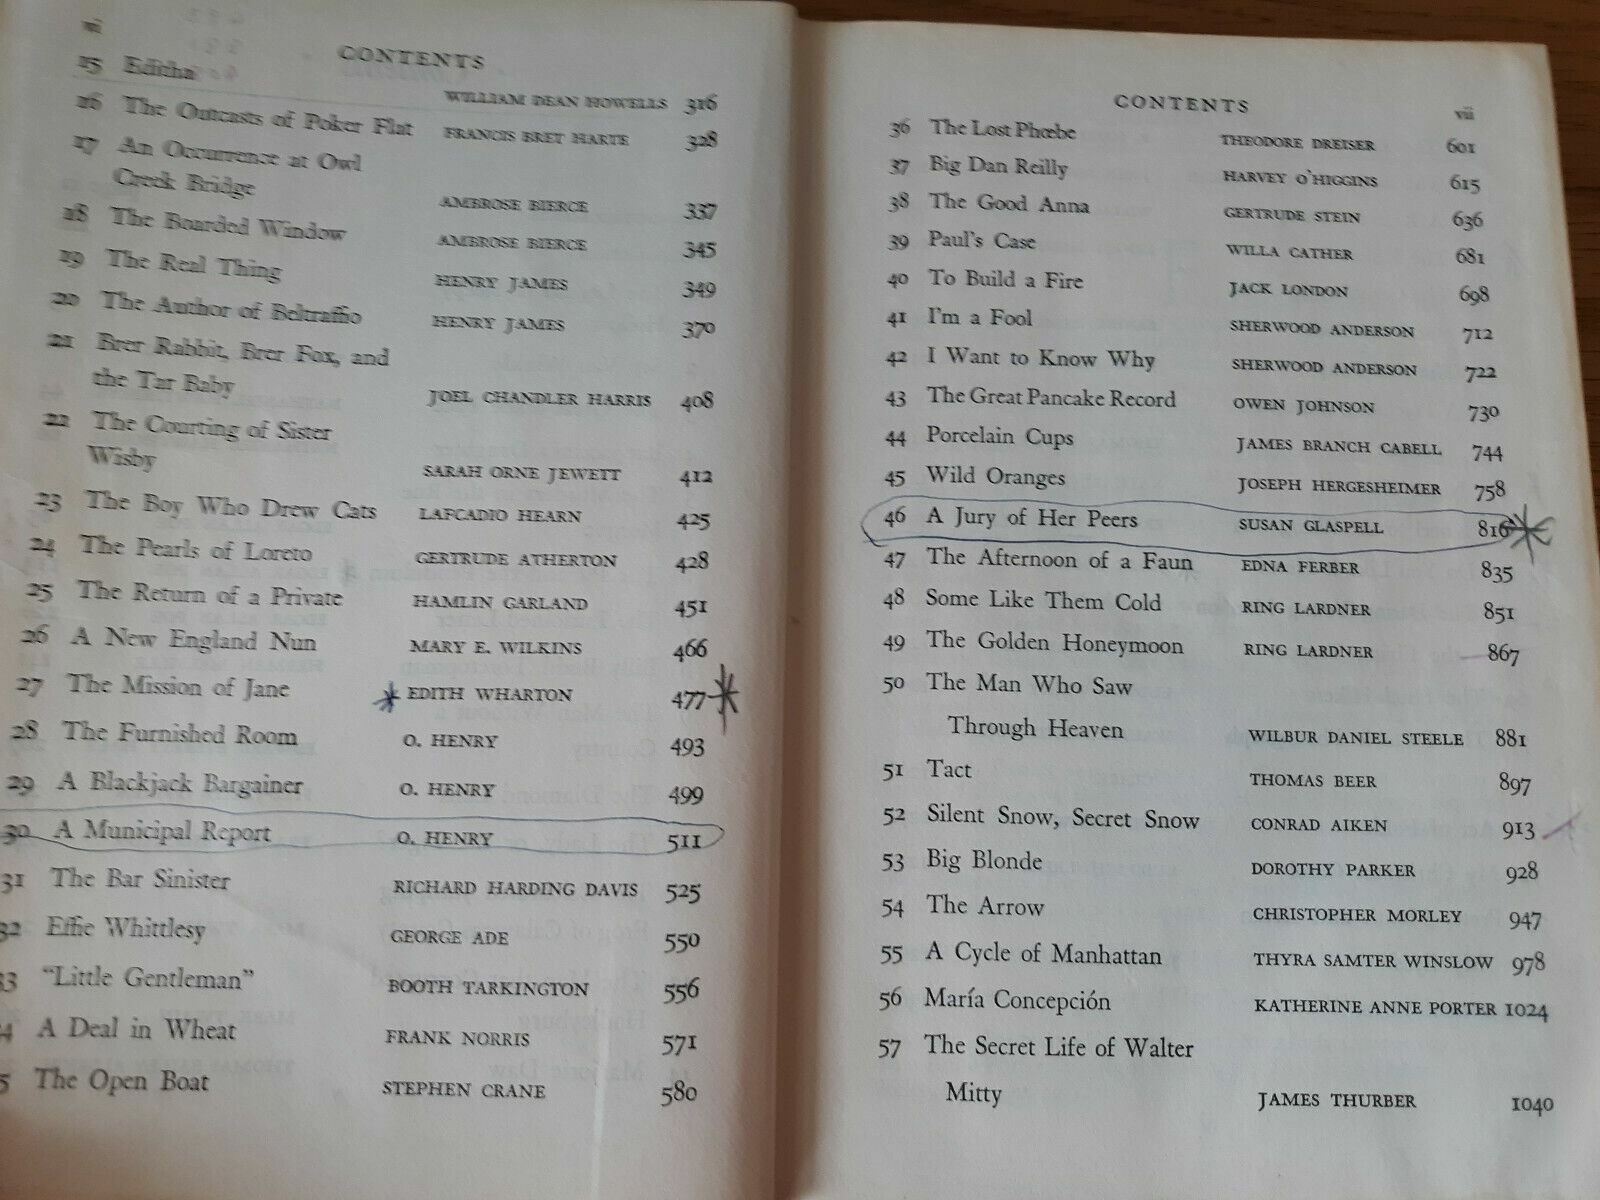 vi
CONTENTS
15 Editha WILLIAM DEAN HOWELLS 316
16 The Outcasts of Poker Flat FRANCIS BRET HARTE 328
17 An Occurrence at Owl
Creek Bridge AMBROSE BIERCE 337
18 The Boarded Window AMBROSE BIERCE 345
19 The Real Thing HENRY JAMES 349
20 The Author of Beltraffio HENRY JAMES 370
21 Brer Rabbit, Brer Fox, and
the Tar Baby JOEL CHANDLER HARRIS 408
22 The Courting of Sister
Wisby SARAH ORNE JEWETT 412
23 The Boy Who Drew Cats LAFCADIO HEARN 425
24 The Pearls of Loreto GERTRUDE ATHERTON 428
25 The Return of a Private HAMLIN GARLAND 451
26 A New England Nun MARY E. WILKINS 466
27 The Mission of Jane * EDITH WHARTON 477 *
28 The Furnished Room O. HENRY 493
29 A Blackjack Bargainer O. HENRY 499
30 A Municipal Report O. HENRY 511
31 The Bar Sinister RICHARD HARDING DAVIS 525
32 Effie Whittlesy GEORGE ADE 550
33 "Little Gentleman" BOOTH TARKINGTON 556
4 A Deal in Wheat FRANK NORRIS 571
5 The Open Boat STEPHEN CRANE 580
CONTENTS vii
36 The Lost Phœbe THEODORE DREISER 601
37 Big Dan Reilly HARVEY O'HIGGINS 615
38 The Good Anna GERTRUDE STEIN 636
39 Paul's Case WILLA CATHER 681
40 To Build a Fire JACK LONDON 698
41 I'm a Fool SHERWOOD ANDERSON 712
42 I Want to Know Why SHERWOOD ANDERSON 722
43 The Great Pancake Record OWEN JOHNSON 730
44 Porcelain Cups JAMES BRANCH CABELL 744
45 Wild Oranges JOSEPH HERGESHEIMER 758
46 A Jury of Her Peers SUSAN GLASPELL 816 *
47 The Afternoon of a Faun EDNA FERBER 835
48 Some Like Them Cold RING LARDNER 851
49 The Golden Honeymoon RING LARDNER 867
50 The Man Who Saw
Through Heaven WILBUR DANIEL STEELE 881
51 Tact THOMAS BEER 897
52 Silent Snow, Secret Snow CONRAD AIKEN 913
53 Big Blonde DOROTHY PARKER 928
54 The Arrow CHRISTOPHER MORLEY 947
55 A Cycle of Manhattan THYRA SAMTER WINSLOW 978
56 María Concepción KATHERINE ANNE PORTER 1024
57 The Secret Life of Walter
Mitty JAMES THURBER 1040